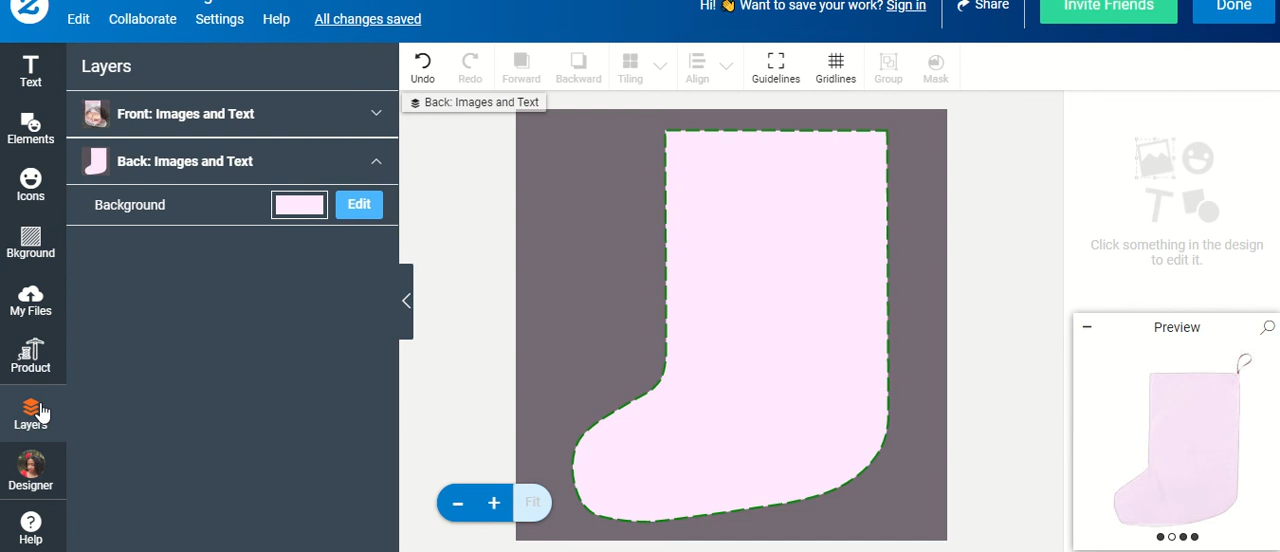 Edit Collaborate Settings Help All changes saved
Hi! 👋 Want to save your work? Sign in Share Invite Friends Done
Text
Elements
Icons
Bkground
My Files
Product
Layers
Designer
Help
Layers
Front: Images and Text
Back: Images and Text
Background Edit
Undo Redo Forward Backward Tiling Align Guidelines Gridlines Group Mask
Back: Images and Text
− + Fit
Click something in the design
to edit it.
Preview